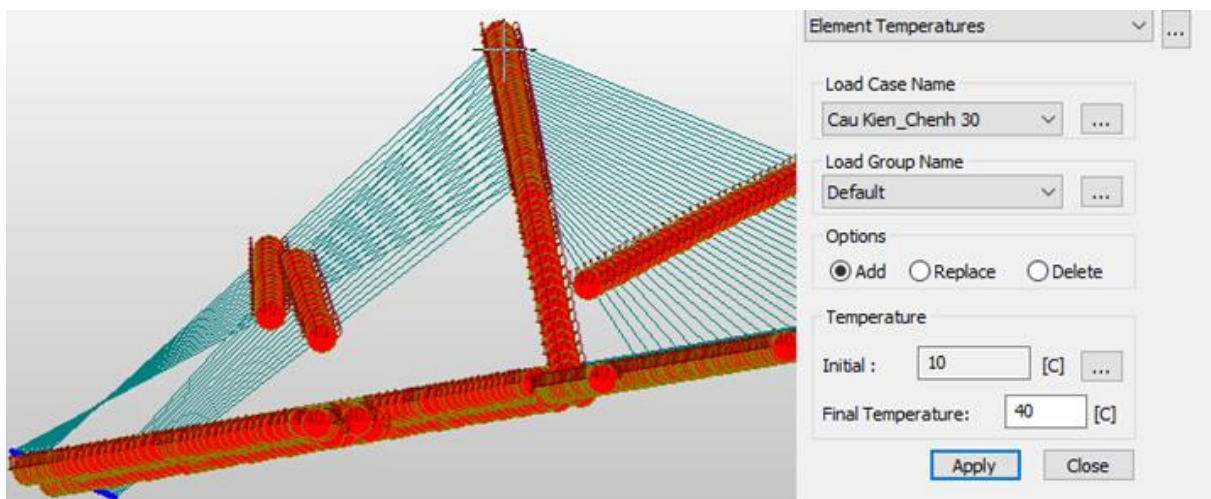 Element Temperatures
...
Load Case Name
Cau Kien_Chenh 30
...
Load Group Name
Default
...
Options
Add Replace Delete
Temperature
Initial : 10 [C] ...
Final Temperature: 40 [C]
Apply Close